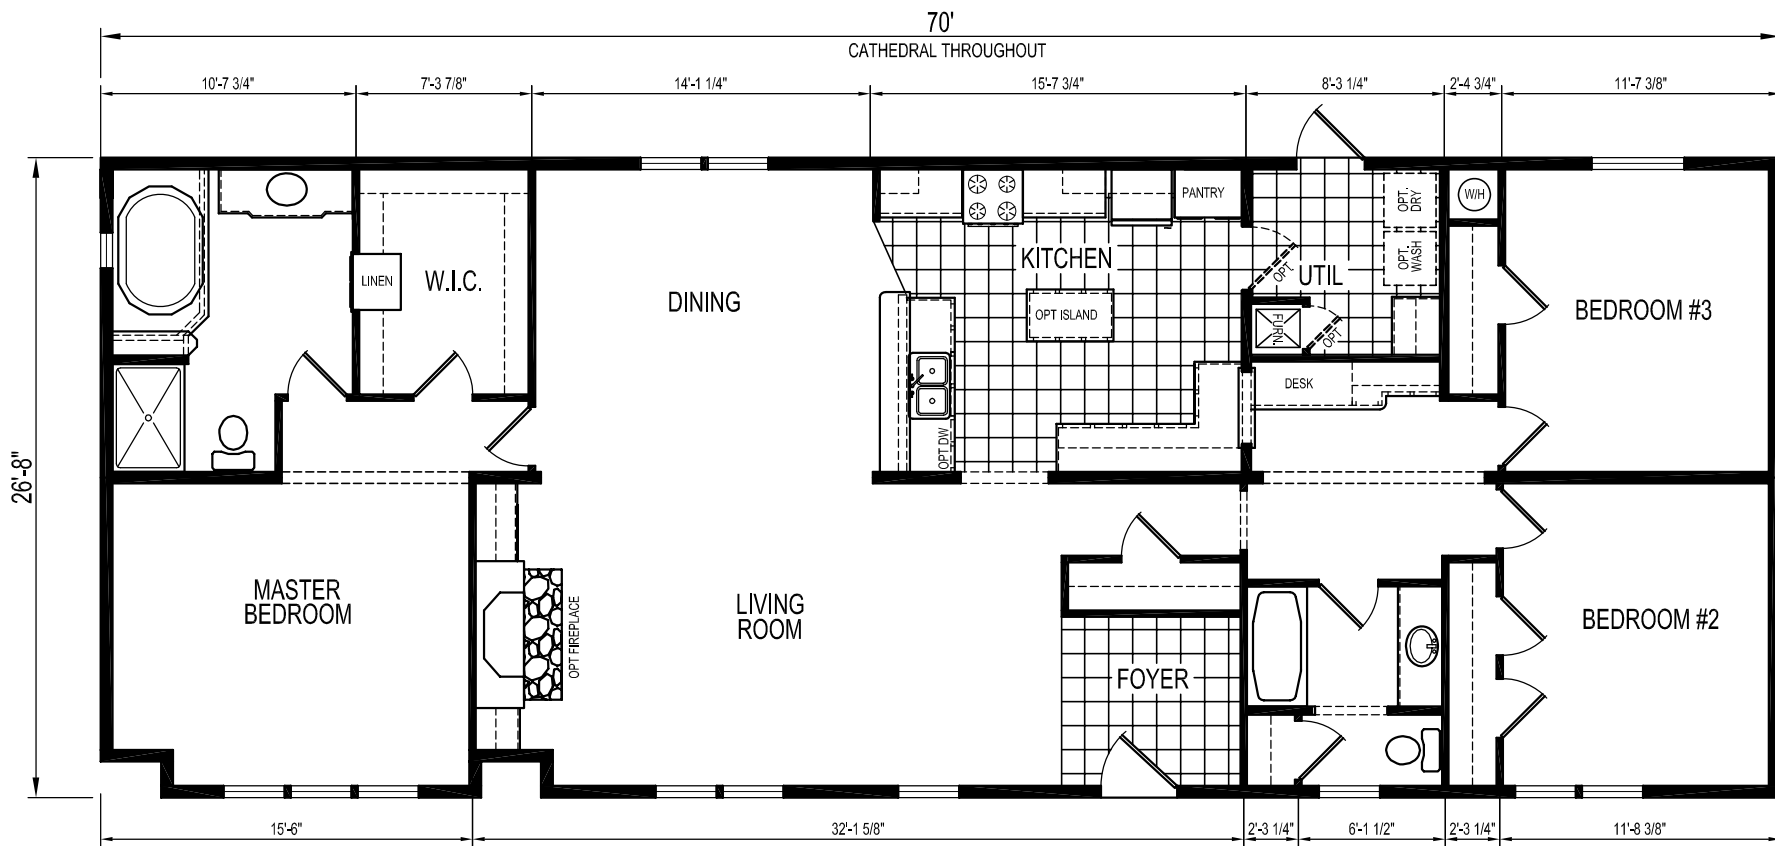 70'
CATHEDRAL THROUGHOUT
10'-7 3/4"
7'-3 7/8"
14'-1 1/4"
15'-7 3/4"
8'-3 1/4"
2'-4 3/4"
11'-7 3/8"
26'-8"
LINEN
W.I.C.
DINING
KITCHEN
PANTRY
OPT ISLAND
OPT DW
OPT
UTIL
OPT.
DRY
OPT.
WASH
W/H
FURN.
OPT
DESK
BEDROOM #3
MASTER
BEDROOM
OPT FIREPLACE
LIVING
ROOM
FOYER
BEDROOM #2
15'-6"
32'-1 5/8"
2'-3 1/4"
6'-1 1/2"
2'-3 1/4"
11'-8 3/8"